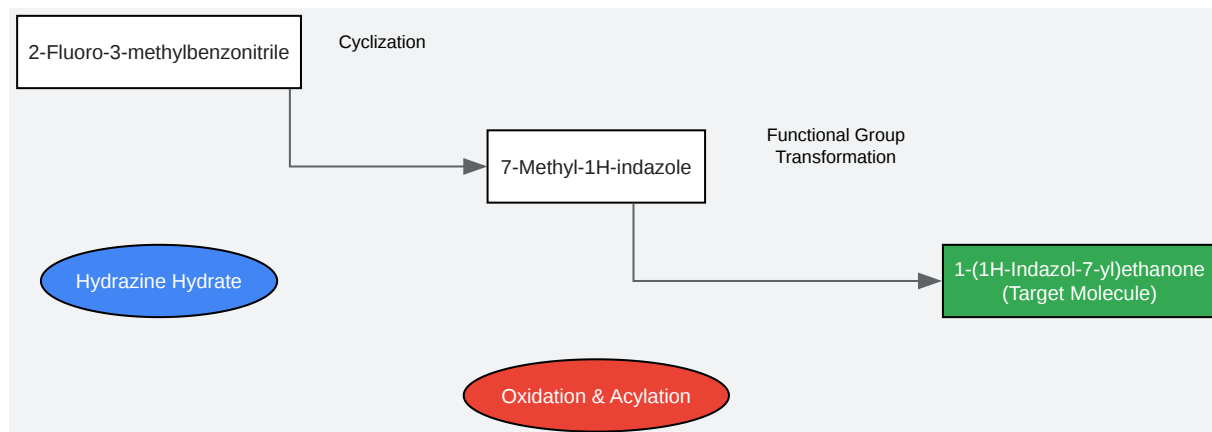 2-Fluoro-3-methylbenzonitrile
Cyclization
Functional Group
Transformation
7-Methyl-1H-indazole
Hydrazine Hydrate
1-(1H-Indazol-7-yl)ethanone
(Target Molecule)
Oxidation & Acylation